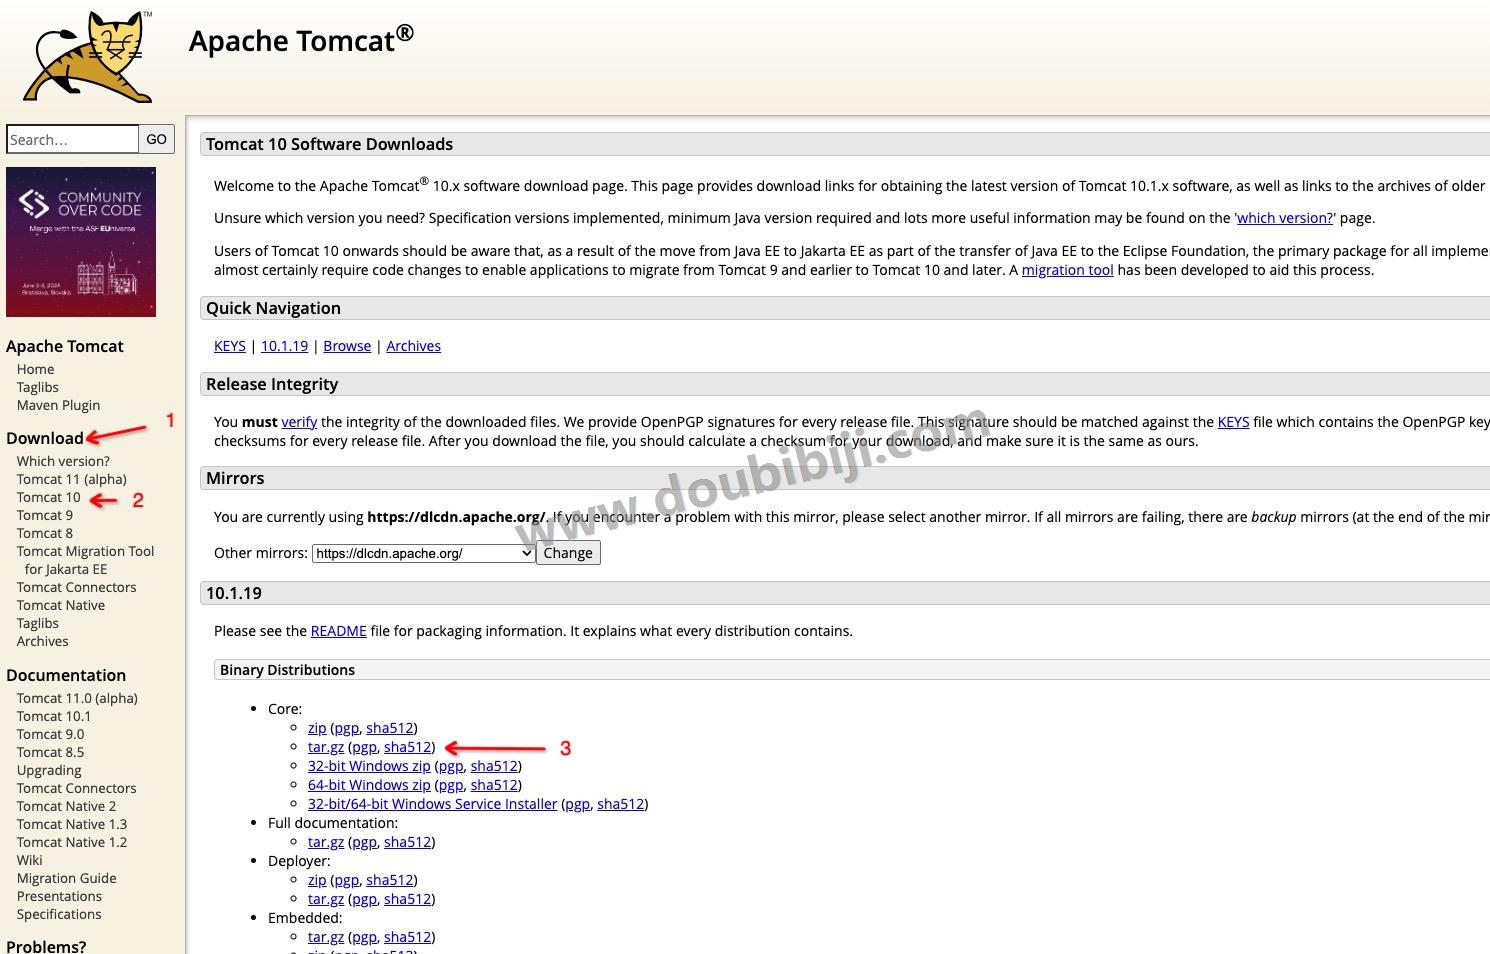 TM
Apache Tomcat®
Search...
GO
COMMUNITY
OVER CODE
Merge with the ASF EUniverse
June 3-5, 2024
Bratislava, Slovakia
Apache Tomcat
Home
Taglibs
Maven Plugin
1
Download
Which version?
Tomcat 11 (alpha)
Tomcat 10
2
Tomcat 9
Tomcat 8
Tomcat Migration Tool
for Jakarta EE
Tomcat Connectors
Tomcat Native
Taglibs
Archives
Documentation
Tomcat 11.0 (alpha)
Tomcat 10.1
Tomcat 9.0
Tomcat 8.5
Upgrading
Tomcat Connectors
Tomcat Native 2
Tomcat Native 1.3
Tomcat Native 1.2
Wiki
Migration Guide
Presentations
Specifications
Problems?
Tomcat 10 Software Downloads
Welcome to the Apache Tomcat® 10.x software download page. This page provides download links for obtaining the latest version of Tomcat 10.1.x software, as well as links to the archives of older
Unsure which version you need? Specification versions implemented, minimum Java version required and lots more useful information may be found on the 'which version?' page.
Users of Tomcat 10 onwards should be aware that, as a result of the move from Java EE to Jakarta EE as part of the transfer of Java EE to the Eclipse Foundation, the primary package for all impleme
almost certainly require code changes to enable applications to migrate from Tomcat 9 and earlier to Tomcat 10 and later. A migration tool has been developed to aid this process.
Quick Navigation
KEYS | 10.1.19 | Browse | Archives
Release Integrity
You must verify the integrity of the downloaded files. We provide OpenPGP signatures for every release file. This signature should be matched against the KEYS file which contains the OpenPGP key
checksums for every release file. After you download the file, you should calculate a checksum for your download, and make sure it is the same as ours.
www.doubibiji.com
Mirrors
You are currently using https://dlcdn.apache.org/. If you encounter a problem with this mirror, please select another mirror. If all mirrors are failing, there are backup mirrors (at the end of the mir
Other mirrors: https://dlcdn.apache.org/ Change
10.1.19
Please see the README file for packaging information. It explains what every distribution contains.
Binary Distributions
Core:
zip (pgp, sha512)
tar.gz (pgp, sha512) 3
32-bit Windows zip (pgp, sha512)
64-bit Windows zip (pgp, sha512)
32-bit/64-bit Windows Service Installer (pgp, sha512)
Full documentation:
tar.gz (pgp, sha512)
Deployer:
zip (pgp, sha512)
tar.gz (pgp, sha512)
Embedded:
tar.gz (pgp, sha512)
zip (pgp, sha512)